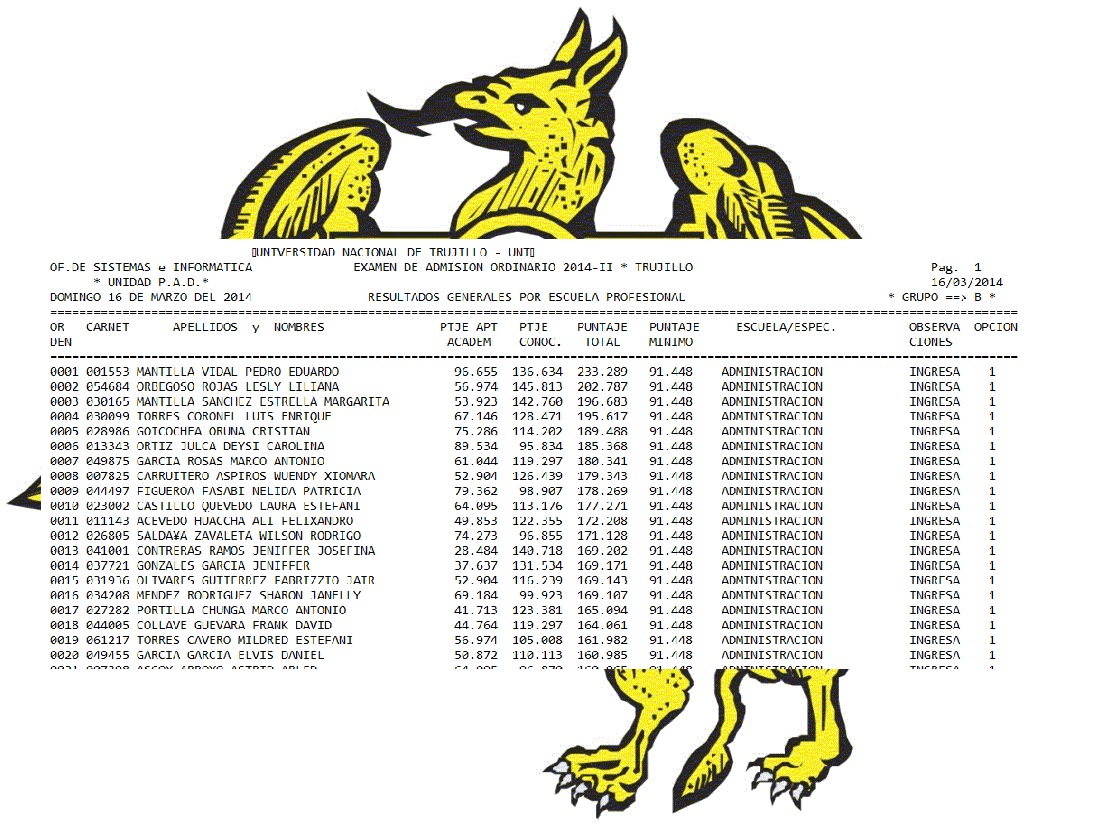 UNIVERSIDAD NACIONAL DE TRUJILLO - UNT
OF.DE SISTEMAS e INFORMATICA EXAMEN DE ADMISION ORDINARIO 2014-II * TRUJILLO Pag. 1
* UNIDAD P.A.D.* 16/03/2014
DOMINGO 16 DE MARZO DEL 2014 RESULTADOS GENERALES POR ESCUELA PROFESIONAL * GRUPO ==> B *
OR CARNET APELLIDOS y NOMBRES PTJE APT PTJE PUNTAJE PUNTAJE ESCUELA/ESPEC. OBSERVA OPCION
DEN ACADEM CONOC. TOTAL MINIMO CIONES
0001 001553 MANTILLA VIDAL PEDRO EDUARDO 96.655 136.634 233.289 91.448 ADMINISTRACION INGRESA 1
0002 054684 ORBEGOSO ROJAS LESLY LILIANA 56.974 145.813 202.787 91.448 ADMINISTRACION INGRESA 1
0003 030165 MANTILLA SANCHEZ ESTRELLA MARGARITA 53.923 142.760 196.683 91.448 ADMINISTRACION INGRESA 1
0004 030099 TORRES CORONEL LUIS ENRIQUE 67.146 128.471 195.617 91.448 ADMINISTRACION INGRESA 1
0005 028986 GOICOCHEA ORUNA CRISTIAN 75.286 114.202 189.488 91.448 ADMINISTRACION INGRESA 1
0006 013343 ORTIZ JULCA DEYSI CAROLINA 89.534 95.834 185.368 91.448 ADMINISTRACION INGRESA 1
0007 049875 GARCIA ROSAS MARCO ANTONIO 61.044 119.297 180.341 91.448 ADMINISTRACION INGRESA 1
0008 007825 CARRUITERO ASPIROS WUENDY XIOMARA 52.904 126.439 179.343 91.448 ADMINISTRACION INGRESA 1
0009 044497 FIGUEROA FASABI NELIDA PATRICIA 79.362 98.907 178.269 91.448 ADMINISTRACION INGRESA 1
0010 023002 CASTILLO QUEVEDO LAURA ESTEFANI 64.095 113.176 177.271 91.448 ADMINISTRACION INGRESA 1
0011 011143 ACEVEDO HUACCHA ALI FELIXANDRO 49.853 122.355 172.208 91.448 ADMINISTRACION INGRESA 1
0012 026805 SALDA¥A ZAVALETA WILSON RODRIGO 74.273 96.855 171.128 91.448 ADMINISTRACION INGRESA 1
0013 041001 CONTRERAS RAMOS JENIFFER JOSEFINA 28.484 140.718 169.202 91.448 ADMINISTRACION INGRESA 1
0014 037721 GONZALES GARCIA JENIFFER 37.637 131.534 169.171 91.448 ADMINISTRACION INGRESA 1
0015 031936 OLIVARES GUTIERREZ FABRIZZIO JAIR 52.904 116.239 169.143 91.448 ADMINISTRACION INGRESA 1
0016 034208 MENDEZ RODRIGUEZ SHARON JANELLY 69.184 99.923 169.107 91.448 ADMINISTRACION INGRESA 1
0017 027282 PORTILLA CHUNGA MARCO ANTONIO 41.713 123.381 165.094 91.448 ADMINISTRACION INGRESA 1
0018 044005 COLLAVE GUEVARA FRANK DAVID 44.764 119.297 164.061 91.448 ADMINISTRACION INGRESA 1
0019 061217 TORRES CAVERO MILDRED ESTEFANI 56.974 105.008 161.982 91.448 ADMINISTRACION INGRESA 1
0020 049455 GARCIA GARCIA ELVIS DANIEL 50.872 110.113 160.985 91.448 ADMINISTRACION INGRESA 1